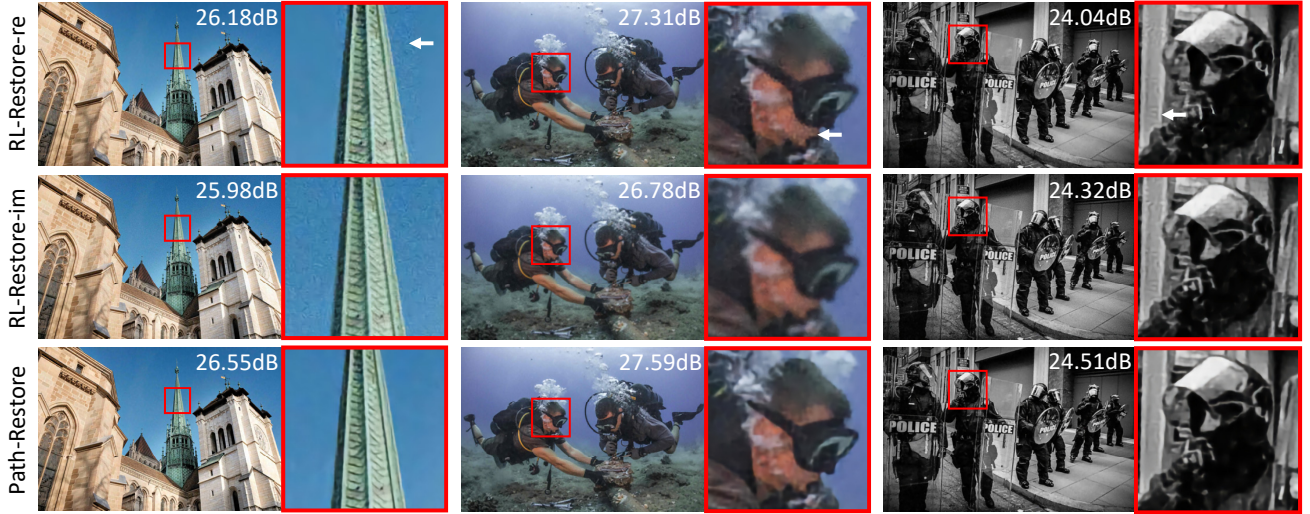 RL-Restore-re
26.18dB
27.31dB
24.04dB
POLICE
POLICE
RL-Restore-im
25.98dB
26.78dB
24.32dB
POLICE
POLICE
Path-Restore
26.55dB
27.59dB
24.51dB
POLICE
POLICE